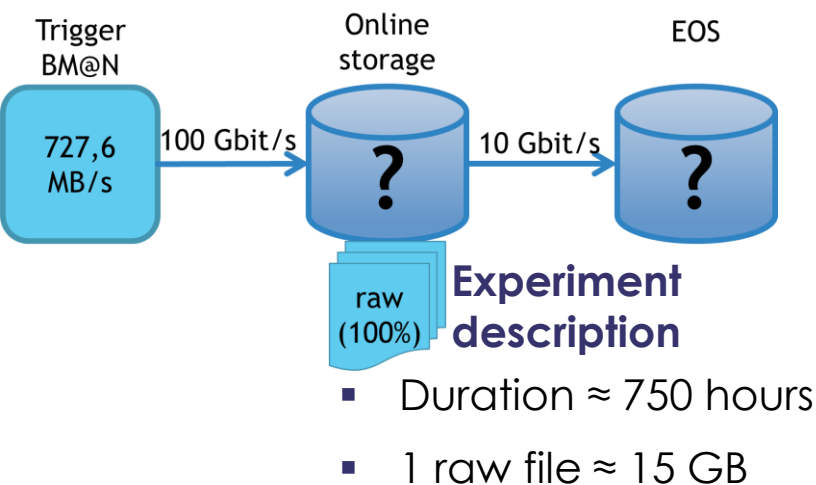 Trigger
BM@N
Online
storage
EOS
727,6
MB/s
100 Gbit/s
?
10 Gbit/s
?
raw
(100%)
Experiment
description
▪ Duration ≈ 750 hours
▪ 1 raw file ≈ 15 GB